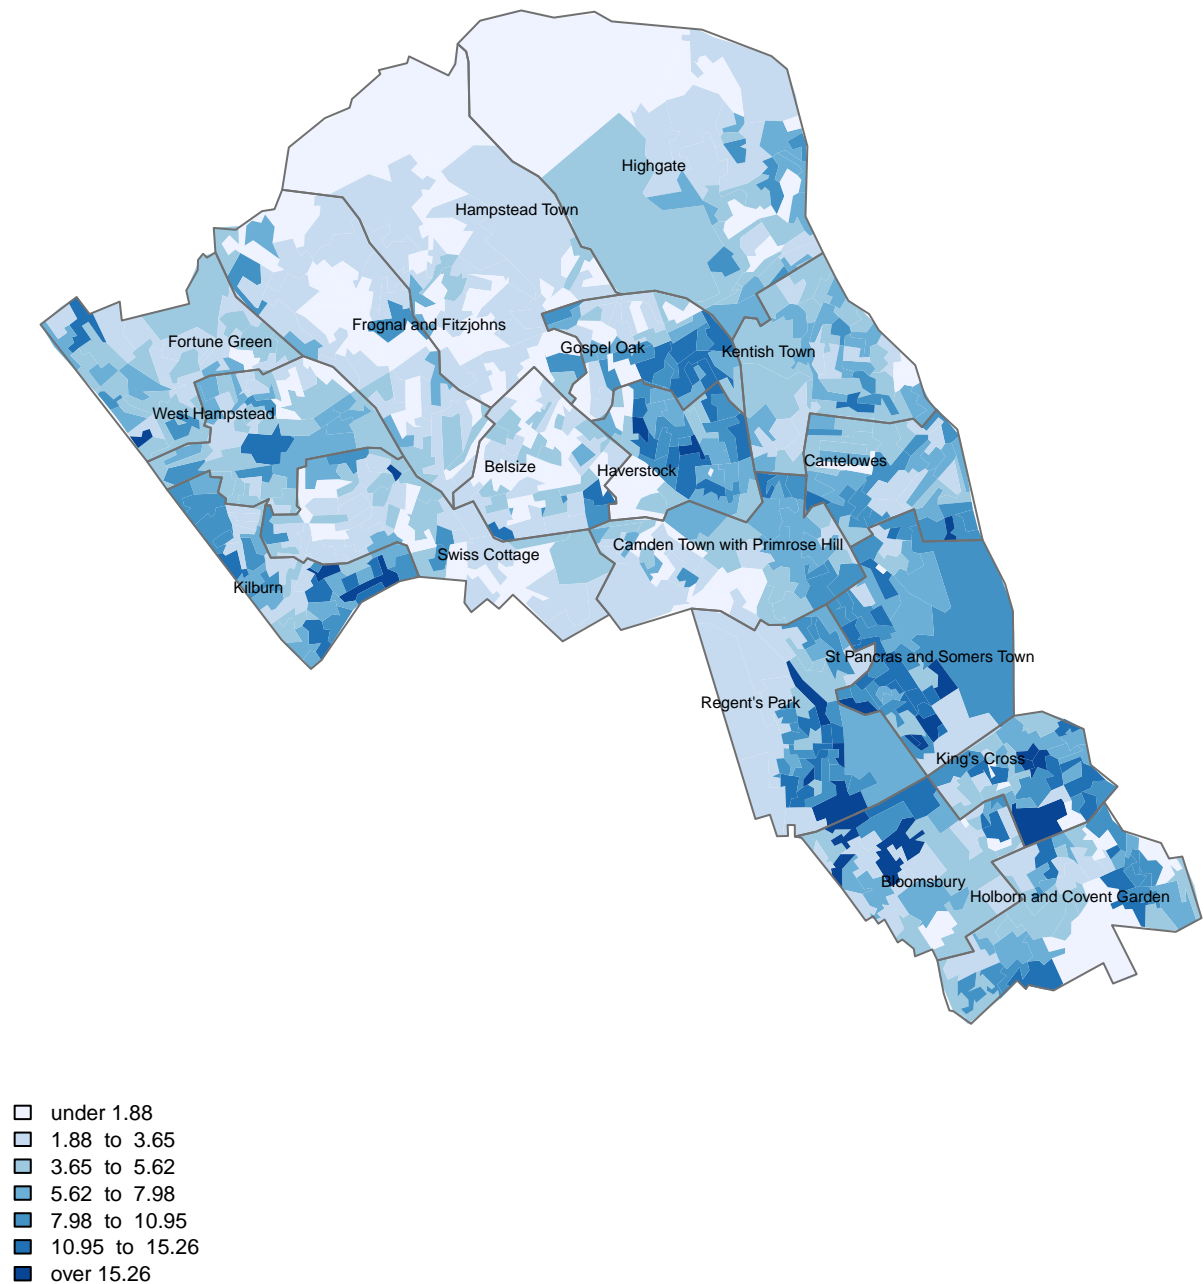 Highgate
Hampstead Town
Frognal and Fitzjohns
Fortune Green
Gospel Oak
Kentish Town
West Hampstead
Belsize
Haverstock
Cantelowes
Swiss Cottage
Camden Town with Primrose Hill
Kilburn
St Pancras and Somers Town
Regent's Park
King's Cross
Bloomsbury
Holborn and Covent Garden
under 1.88
1.88 to 3.65
3.65 to 5.62
5.62 to 7.98
7.98 to 10.95
10.95 to 15.26
over 15.26